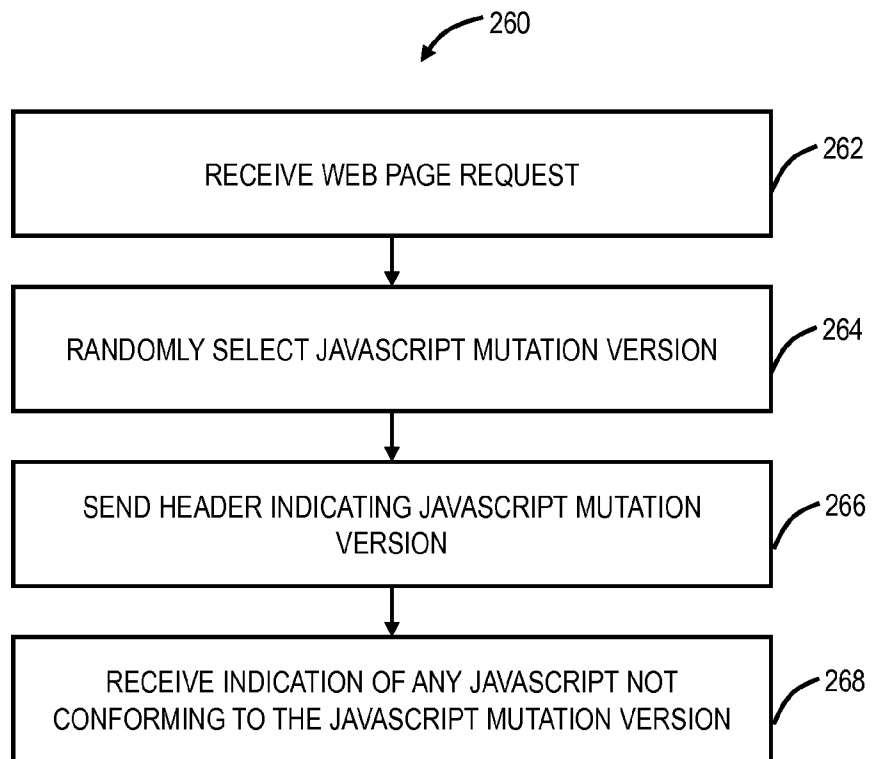 260
RECEIVE WEB PAGE REQUEST
262
RANDOMLY SELECT JAVASCRIPT MUTATION VERSION
264
SEND HEADER INDICATING JAVASCRIPT MUTATION
VERSION
266
RECEIVE INDICATION OF ANY JAVASCRIPT NOT
CONFORMING TO THE JAVASCRIPT MUTATION VERSION
268